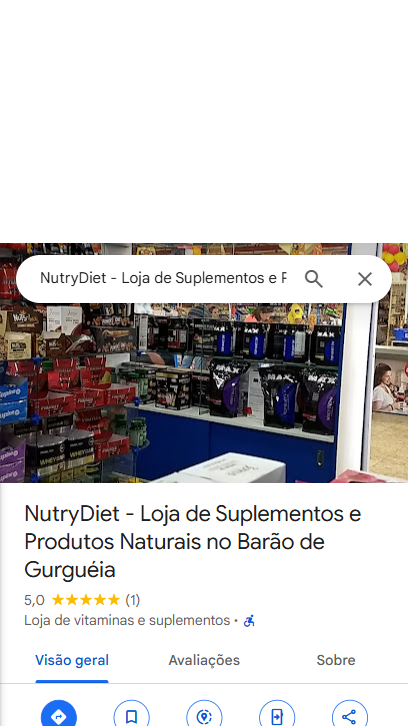 NutryDiet - Loja de Suplementos e P
MAX
NutryDiet - Loja de Suplementos e
Produtos Naturais no Barão de
Gurguéia
5,0 (1)
Loja de vitaminas e suplementos ·
Visão geral
Avaliações
Sobre